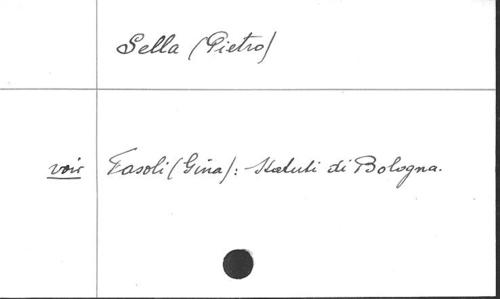 Sella (Pietro)
voir Fasoli (Gina): Statuti di Bologna.